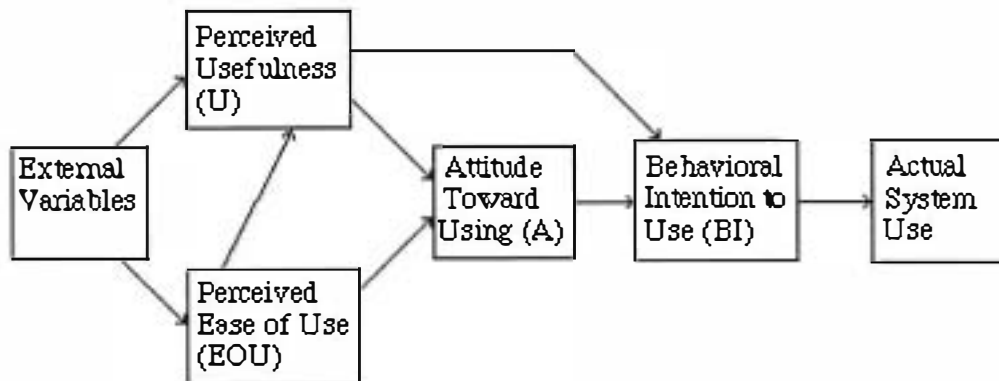 Perceived
Usefulness
(U)
External
Variables
Perceived
Ease of Use
(EOU)
Attitude
Toward
Using (A)
Behavioral
Intention to
Use (BI)
Actual
System
Use